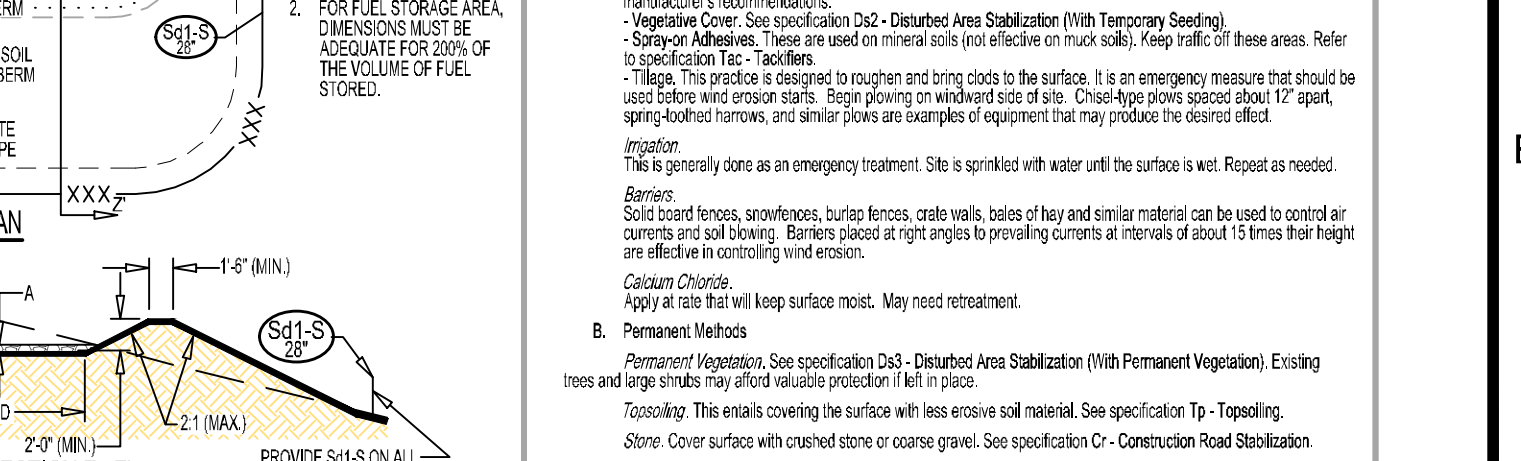 ERM
SOIL
BERM
TE
PE
XXX
XXX
Z'
AN
Sd1-S
28"
2. FOR FUEL STORAGE AREA,
DIMENSIONS MUST BE
ADEQUATE FOR 200% OF
THE VOLUME OF FUEL
STORED.
1'-6" (MIN.)
A
Sd1-S
28"
D
2:1 (MAX.)
2'-0" (MIN.)
PROVIDE Sd1-S ON ALL
manufacturer's recommendations.
- Vegetative Cover. See specification Ds2 - Disturbed Area Stabilization (With Temporary Seeding).
- Spray-on Adhesives. These are used on mineral soils (not effective on muck soils). Keep traffic off these areas. Refer
to specification Tac - Tackifiers.
- Tillage. This practice is designed to roughen and bring clods to the surface. It is an emergency measure that should be
used before wind erosion starts. Begin plowing on windward side of site. Chisel-type plows spaced about 12" apart,
spring-toothed harrows, and similar plows are examples of equipment that may produce the desired effect.
Irrigation.
This is generally done as an emergency treatment. Site is sprinkled with water until the surface is wet. Repeat as needed.
Barriers.
Solid board fences, snowfences, burlap fences, crate walls, bales of hay and similar material can be used to control air
currents and soil blowing. Barriers placed at right angles to prevailing currents at intervals of about 15 times their height
are effective in controlling wind erosion.
Calcium Chloride.
Apply at rate that will keep surface moist. May need retreatment.
B. Permanent Methods
Permanent Vegetation. See specification Ds3 - Disturbed Area Stabilization (With Permanent Vegetation). Existing
trees and large shrubs may afford valuable protection if left in place.
Topsoiling. This entails covering the surface with less erosive soil material. See specification Tp - Topsoiling.
Stone. Cover surface with crushed stone or coarse gravel. See specification Cr - Construction Road Stabilization.